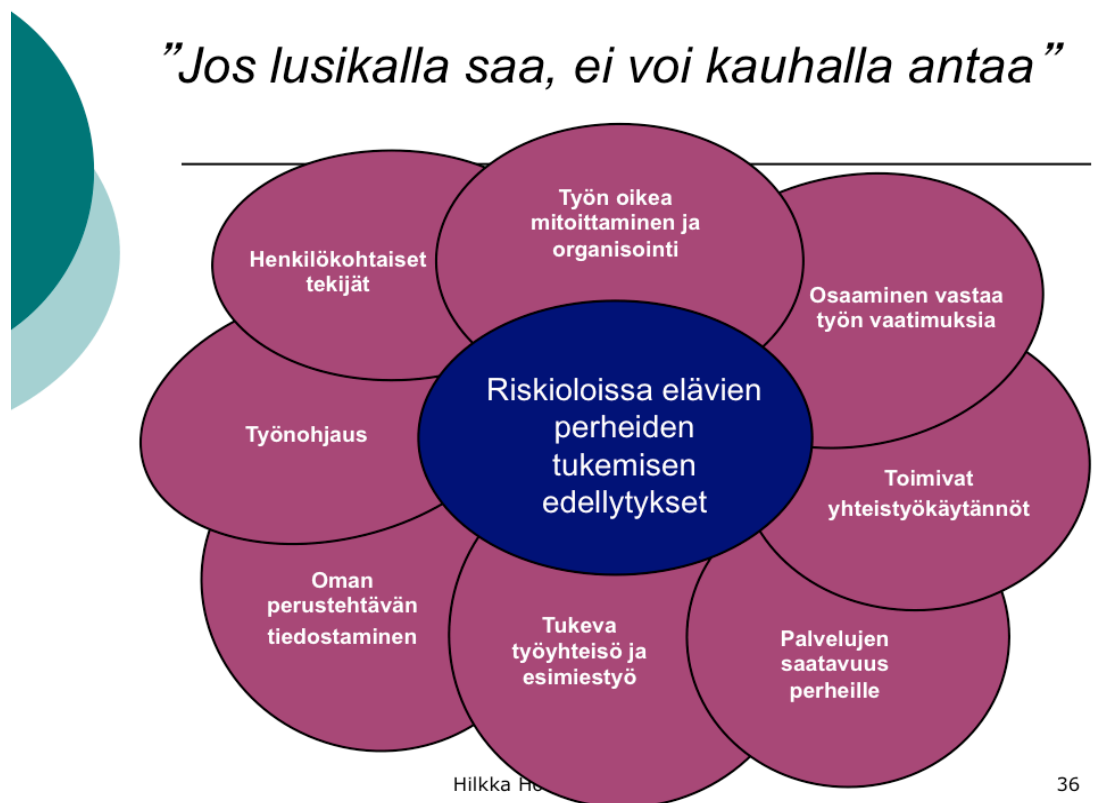 ”Jos lusikalla saa, ei voi kauhalla antaa”
Työn oikea
mitoittaminen ja
organisointi
Henkilökohtaiset
tekijät
Osaaminen vastaa
työn vaatimuksia
Riskioloissa elävien
perheiden
tukemisen
edellytykset
Työnohjaus
Toimivat
yhteistyökäytännöt
Oman
perustehtävän
tiedostaminen
Tukeva
työyhteisö ja
esimiestyö
Palvelujen
saatavuus
perheille
Hilkka
36